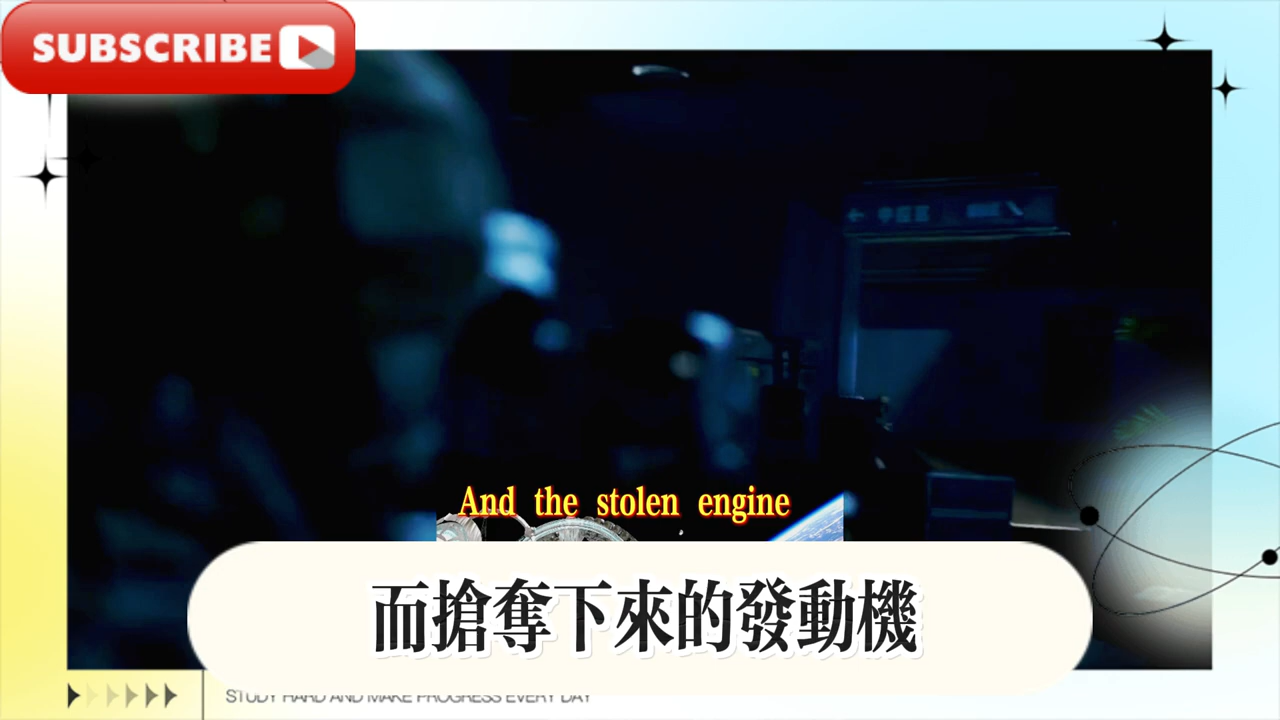 SUBSCRIBE
And the stolen engine
而搶奪下來的發動機
STUDY HARD AND MAKE PROGRESS EVERY DAY